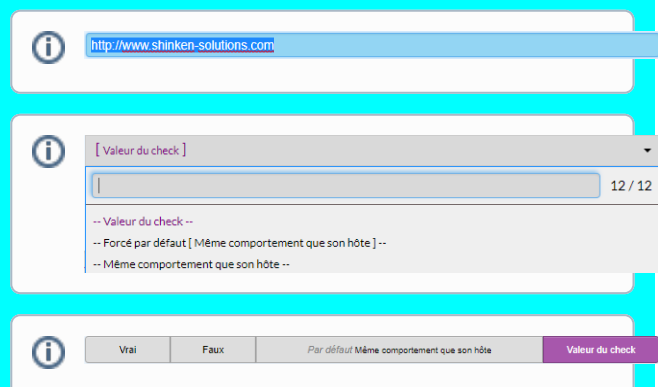 http://www.shinken-solutions.com
[ Valeur du check ]
12 / 12
-- Valeur du check --
-- Forcé par défaut [ Même comportement que son hôte ] --
-- Même comportement que son hôte --
Vrai Faux Par défaut Même comportement que son hôte Valeur du check